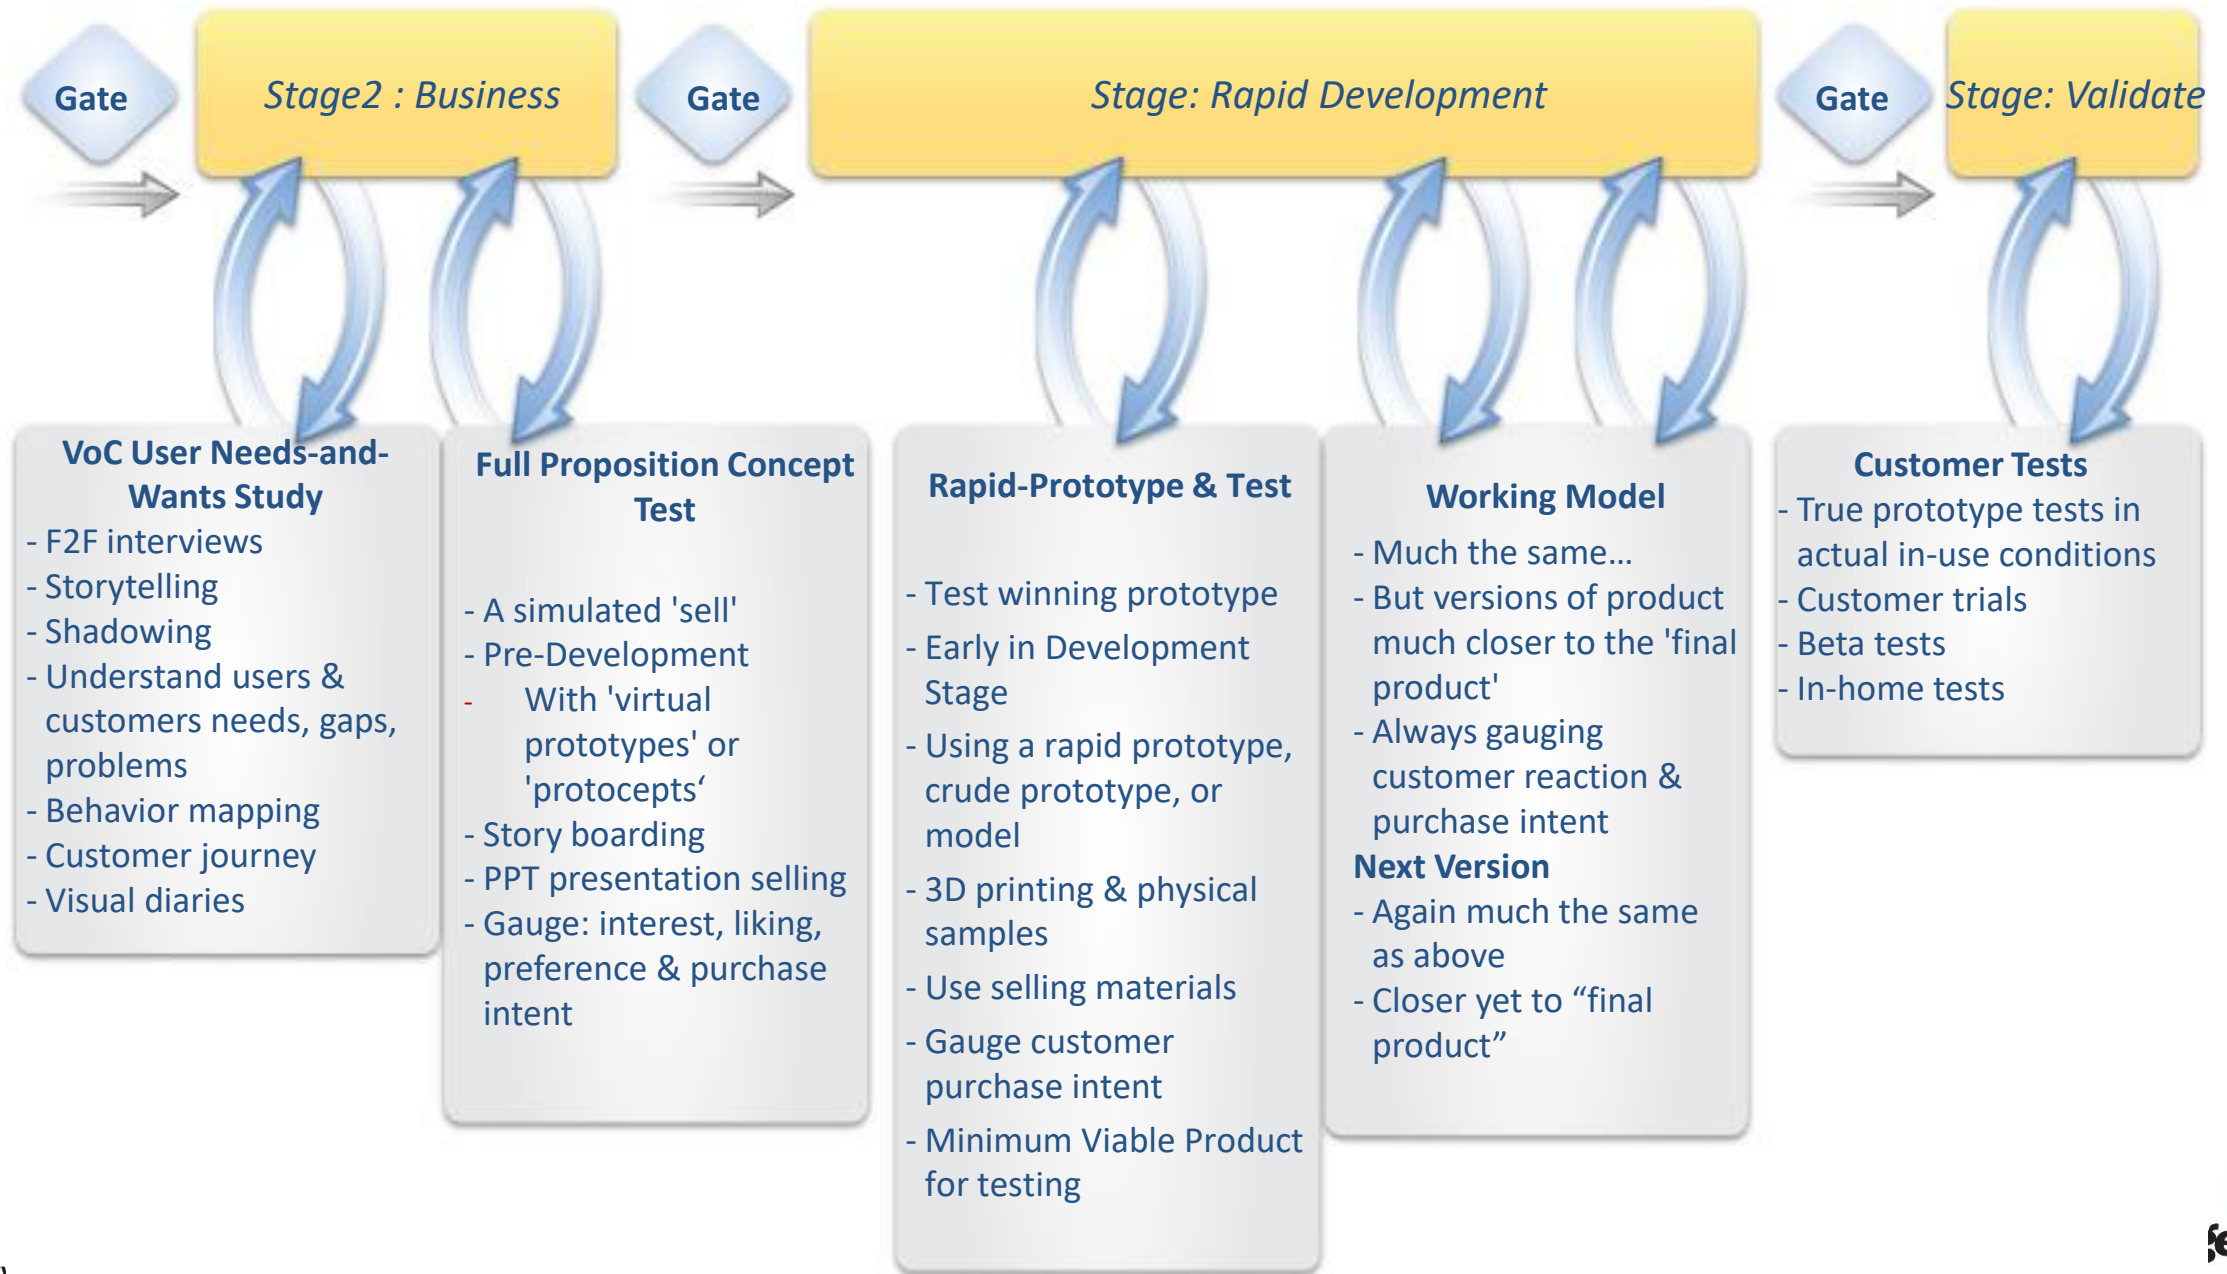 Gate
Stage2 : Business
Gate
Stage: Rapid Development
Gate
Stage: Validate
VoC User Needs-and-
Wants Study
- F2F interviews
- Storytelling
- Shadowing
- Understand users &
customers needs, gaps,
problems
- Behavior mapping
- Customer journey
- Visual diaries
Full Proposition Concept
Test
- A simulated 'sell'
- Pre-Development
- With 'virtual
prototypes' or
'protocepts‘
- Story boarding
- PPT presentation selling
- Gauge: interest, liking,
preference & purchase
intent
Rapid-Prototype & Test
- Test winning prototype
- Early in Development
Stage
- Using a rapid prototype,
crude prototype, or
model
- 3D printing & physical
samples
- Use selling materials
- Gauge customer
purchase intent
- Minimum Viable Product
for testing
Working Model
- Much the same...
- But versions of product
much closer to the 'final
product'
- Always gauging
customer reaction &
purchase intent
Next Version
- Again much the same
as above
- Closer yet to “final
product”
Customer Tests
- True prototype tests in
actual in-use conditions
- Customer trials
- Beta tests
- In-home tests